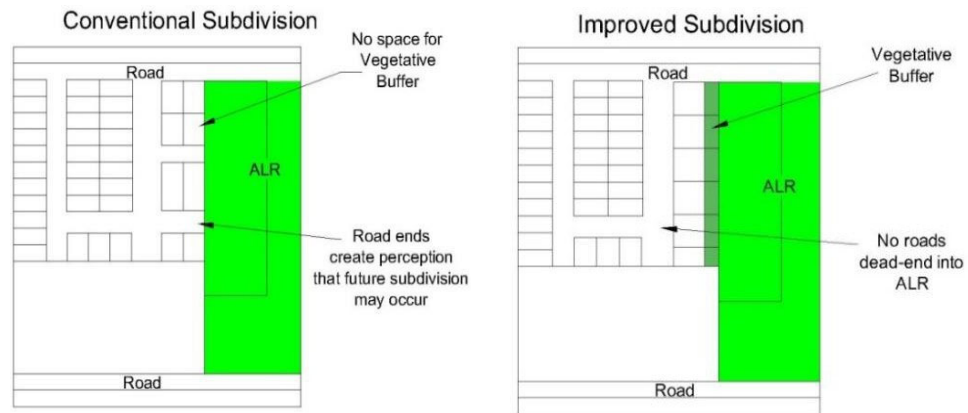 Conventional Subdivision
No space for
Vegetative
Buffer
Road
ALR
Road ends
create perception
that future subdivision
may occur
Road
Improved Subdivision
Vegetative
Buffer
Road
ALR
No roads
dead-end into
ALR
Road